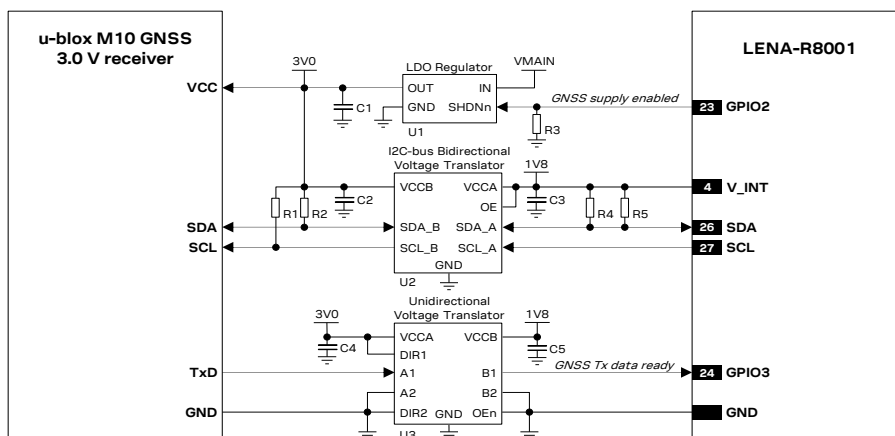 u-blox M10 GNSS
3.0 V receiver
LENA-R8001
3V0
LDO Regulator
VMAIN
VCC
OUT
IN
C1
GND
SHDNn
GNSS supply enabled
23
GPIO2
U1
R3
I2C-bus Bidirectional
Voltage Translator
1V8
VCCB
VCCA
4
V_INT
R1
R2
C2
OE
C3
R4
R5
SDA
SDA_B
SDA_A
26
SDA
SCL
SCL_B
SCL_A
27
SCL
GND
U2
Unidirectional
Voltage Translator
3V0
1V8
VCCA
VCCB
C4
DIR1
C5
TxD
A1
B1
GNSS Tx data ready
24
GPIO3
A2
B2
GND
DIR2
GND
OEn
GND
U3